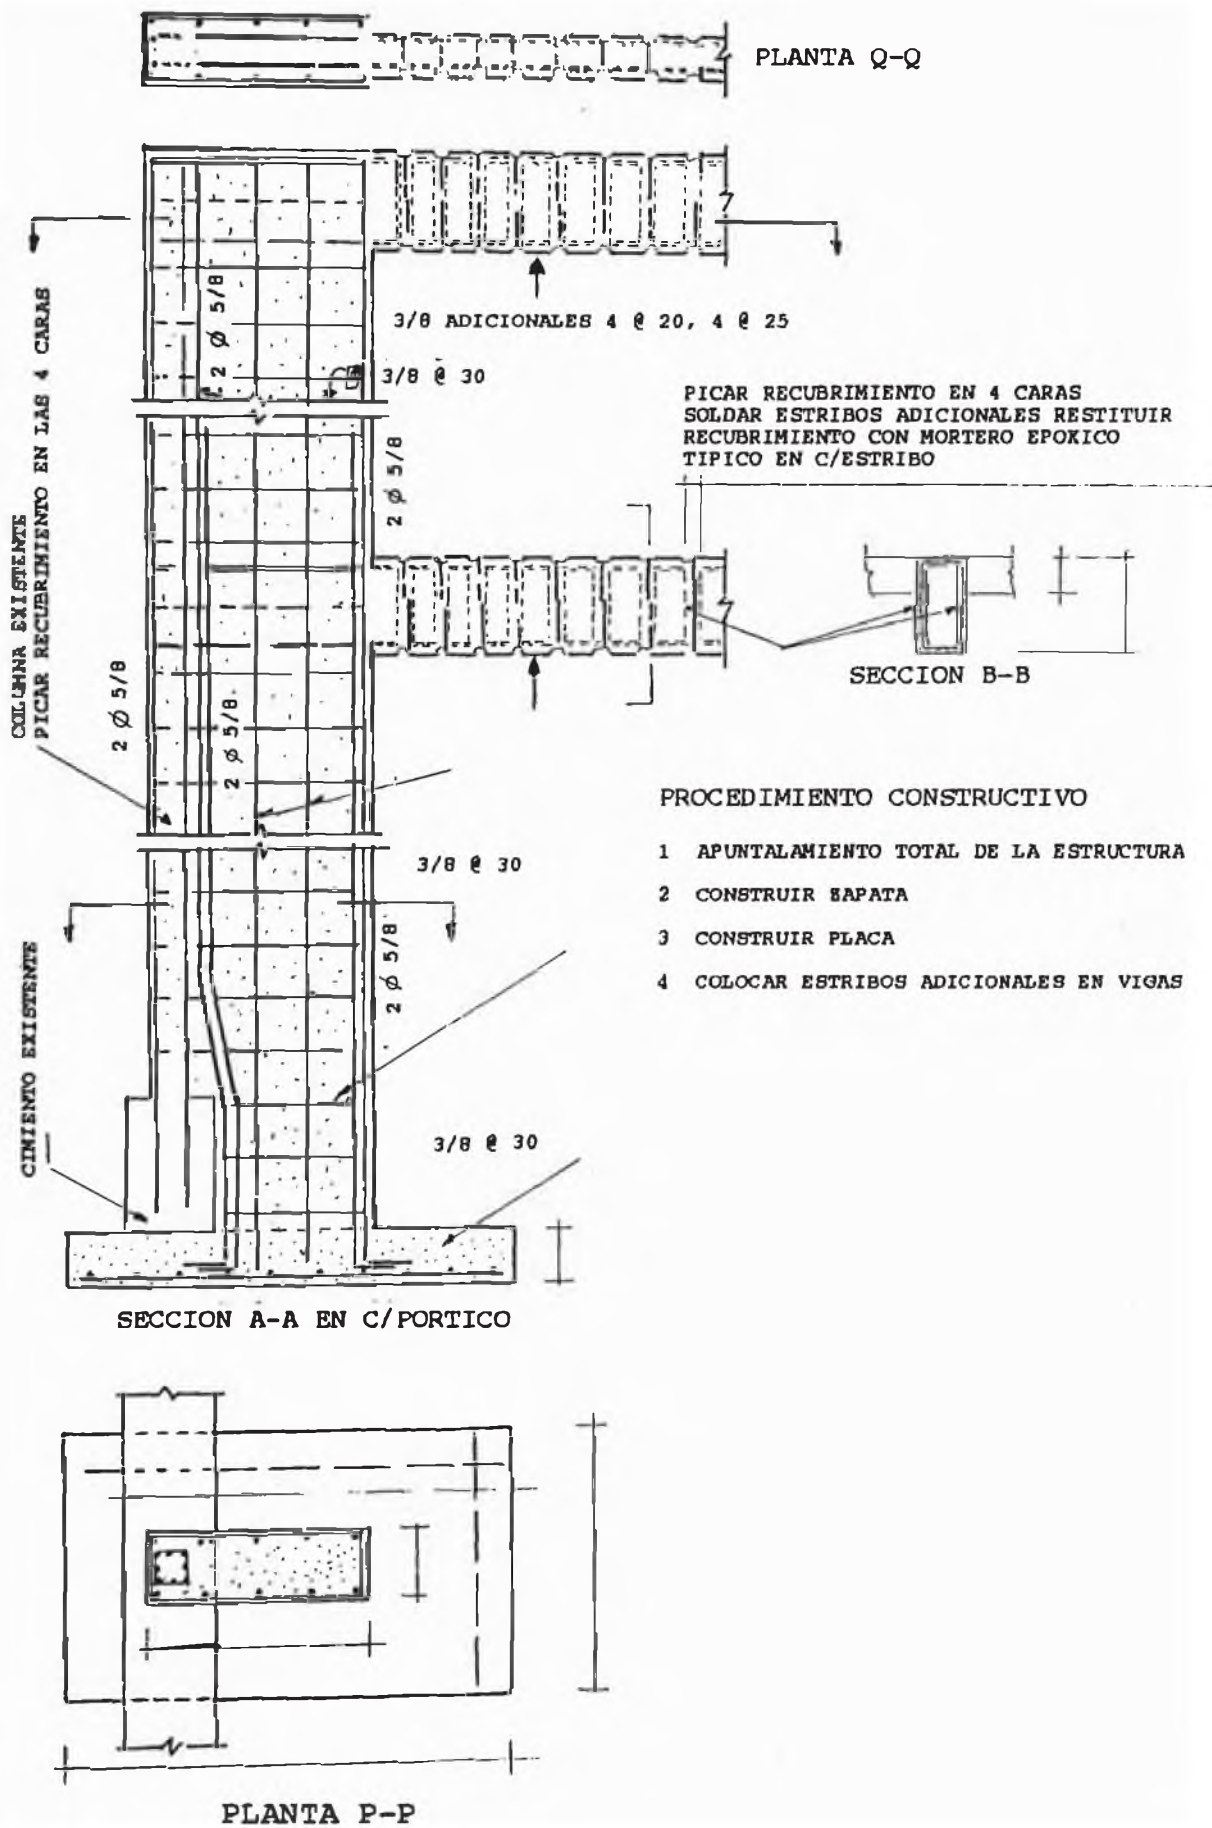 PLANTA Q-Q
2 Ø 5/8
3/8 ADICIONALES 4 @ 20, 4 @ 25
3/8 @ 30
COLUMNA EXISTENTE
PICAR RECUBRIMIENTO EN LAS 4 CARAS
PICAR RECUBRIMIENTO EN 4 CARAS
SOLDAR ESTRIBOS ADICIONALES RESTITUIR
RECUBRIMIENTO CON MORTERO EPOXICO
TIPICO EN C/ESTRIBO
2 Ø 5/8
SECCION B-B
2 Ø 5/8
2 Ø 5/8
PROCEDIMIENTO CONSTRUCTIVO
1 APUNTALAMIENTO TOTAL DE LA ESTRUCTURA
2 CONSTRUIR ZAPATA
3 CONSTRUIR PLACA
4 COLOCAR ESTRIBOS ADICIONALES EN VIGAS
3/8 @ 30
2 Ø 5/8
CIMIENTO EXISTENTE
3/8 @ 30
SECCION A-A EN C/PORTICO
PLANTA P-P